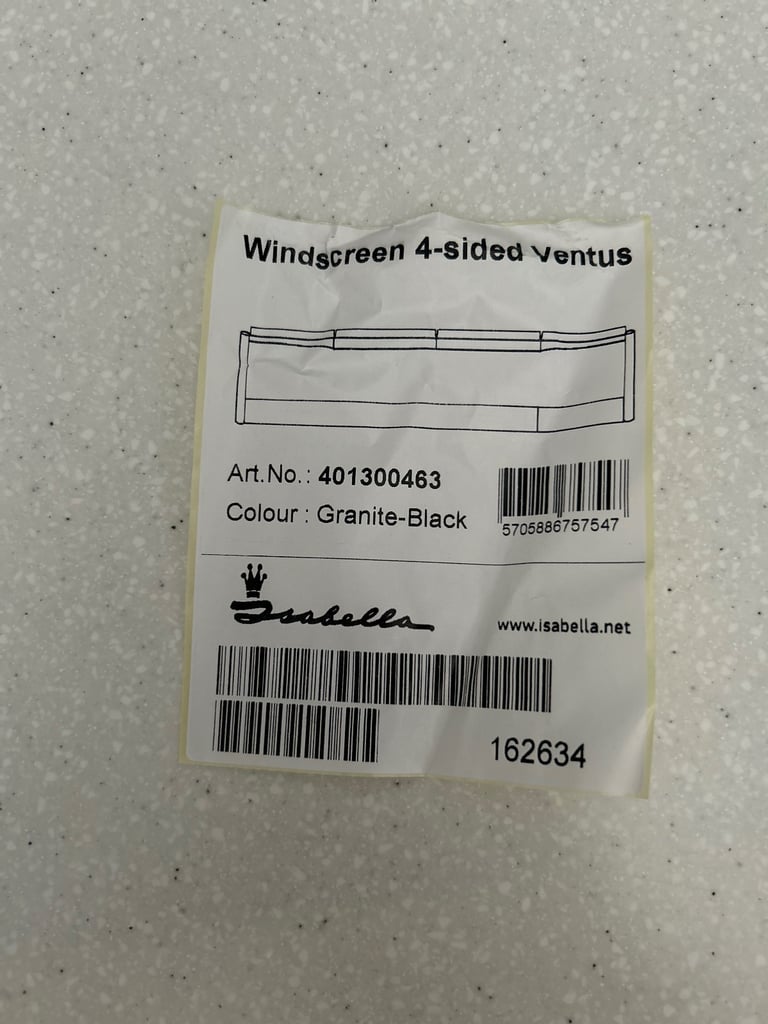 Windscreen 4-sided Ventus
Art.No.: 401300463
Colour : Granite-Black
5705886757547
Isabella
www.isabella.net
162634